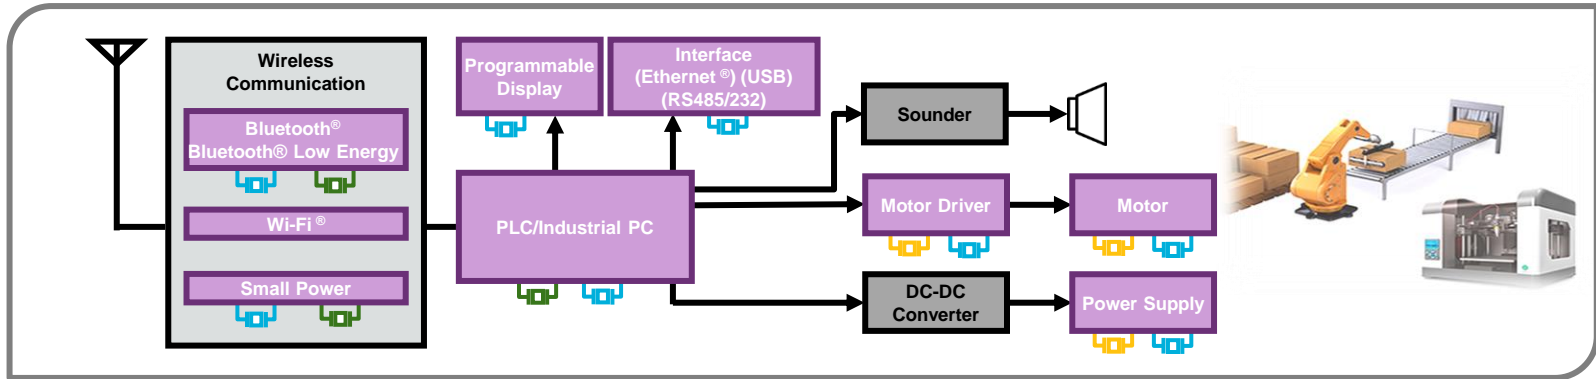 Wireless
Communication
Bluetooth®
Bluetooth® Low Energy
Wi-Fi ®
Small Power
Programmable
Display
Interface
(Ethernet ®) (USB)
(RS485/232)
PLC/Industrial PC
Sounder
Motor Driver
Motor
DC-DC
Converter
Power Supply